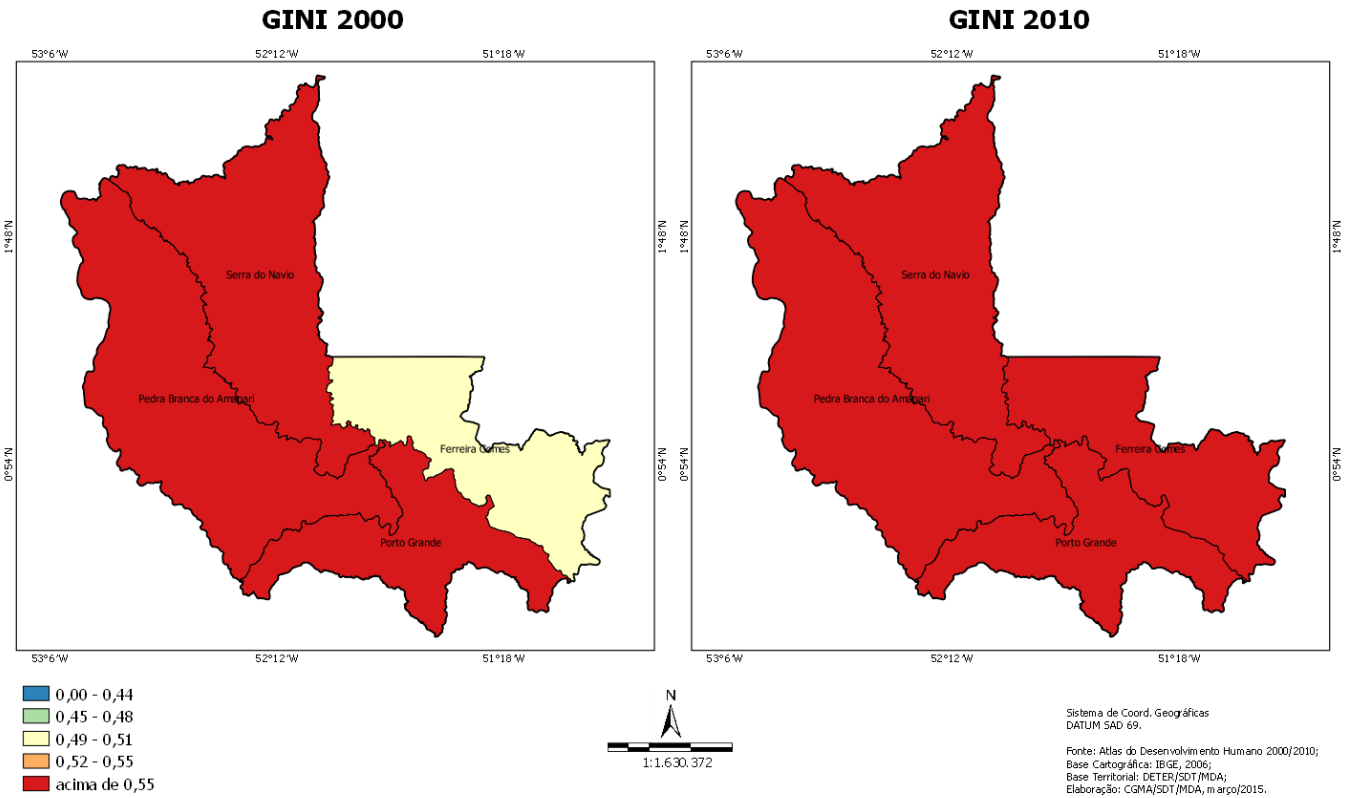 GINI 2000
GINI 2010
53°6´W 52°12´W 51°18´W
53°6´W 52°12´W 51°18´W
1°48´N
1°48´N
1°48´N
1°48´N
Serra do Navio
Serra do Navio
Pedra Branca do Amapari
Pedra Branca do Amapari
Ferreira Gomes
Ferreira Gomes
0°54´N
0°54´N
0°54´N
0°54´N
Porto Grande
Porto Grande
53°6´W 52°12´W 51°18´W
53°6´W 52°12´W 51°18´W
0,00 - 0,44
0,45 - 0,48
0,49 - 0,51
0,52 - 0,55
acima de 0,55
N
1:1.630.372
Sistema de Coord. Geográficas
DATUM SAD 69.
Fonte: Atlas do Desenvolvimento Humano 2000/2010;
Base Cartográfica: IBGE, 2006;
Base Territorial: DETER/SDT/MDA;
Elaboração: CGMA/SDT/MDA, março/2015.